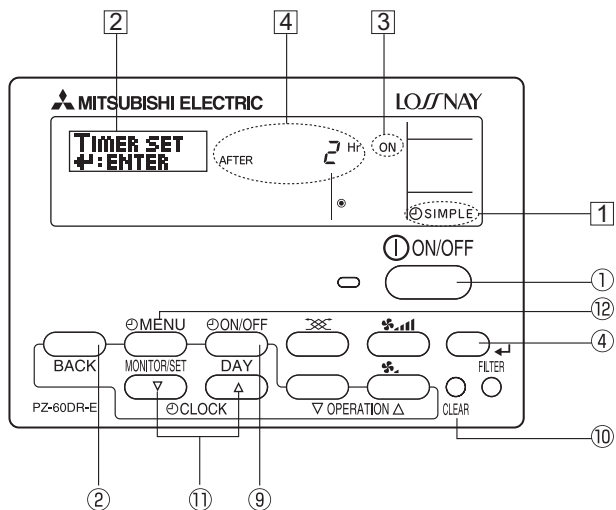 2 4 3
MITSUBISHI ELECTRIC LOSSNAY
TIMER SET
↵:ENTER
AFTER 2 Hr ON
SIMPLE 1
ON/OFF
①
⑫
MENU ON/OFF
④
BACK MONITOR/SET DAY FILTER
PZ-60DR-E CLOCK ▽ OPERATION △ CLEAR
⑩
② ⑪ ⑨